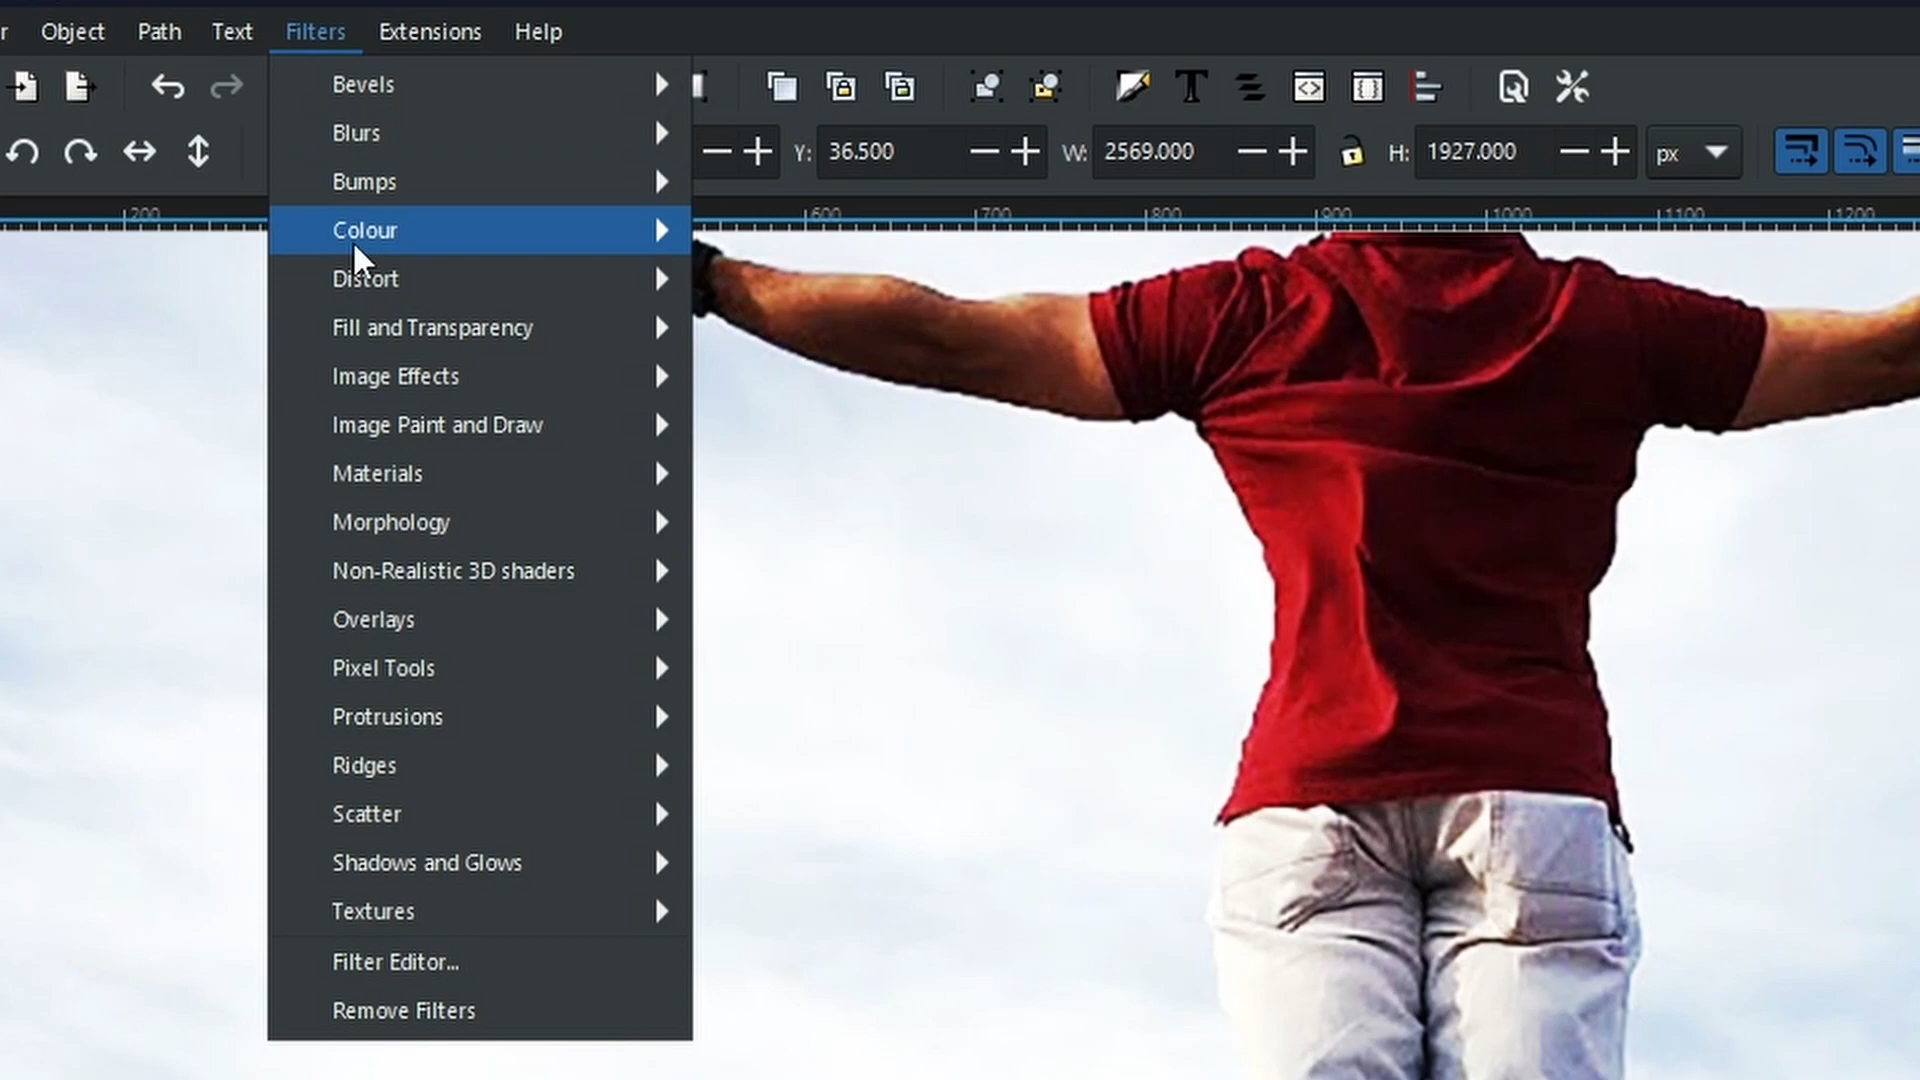 r Object Path Text Filters Extensions Help
Y: 36.500 W: 2569.000 H: 1927.000 px
200 600 700 800 900 1000 1100 1200
Bevels
Blurs
Bumps
Colour
Distort
Fill and Transparency
Image Effects
Image Paint and Draw
Materials
Morphology
Non-Realistic 3D shaders
Overlays
Pixel Tools
Protrusions
Ridges
Scatter
Shadows and Glows
Textures
Filter Editor...
Remove Filters